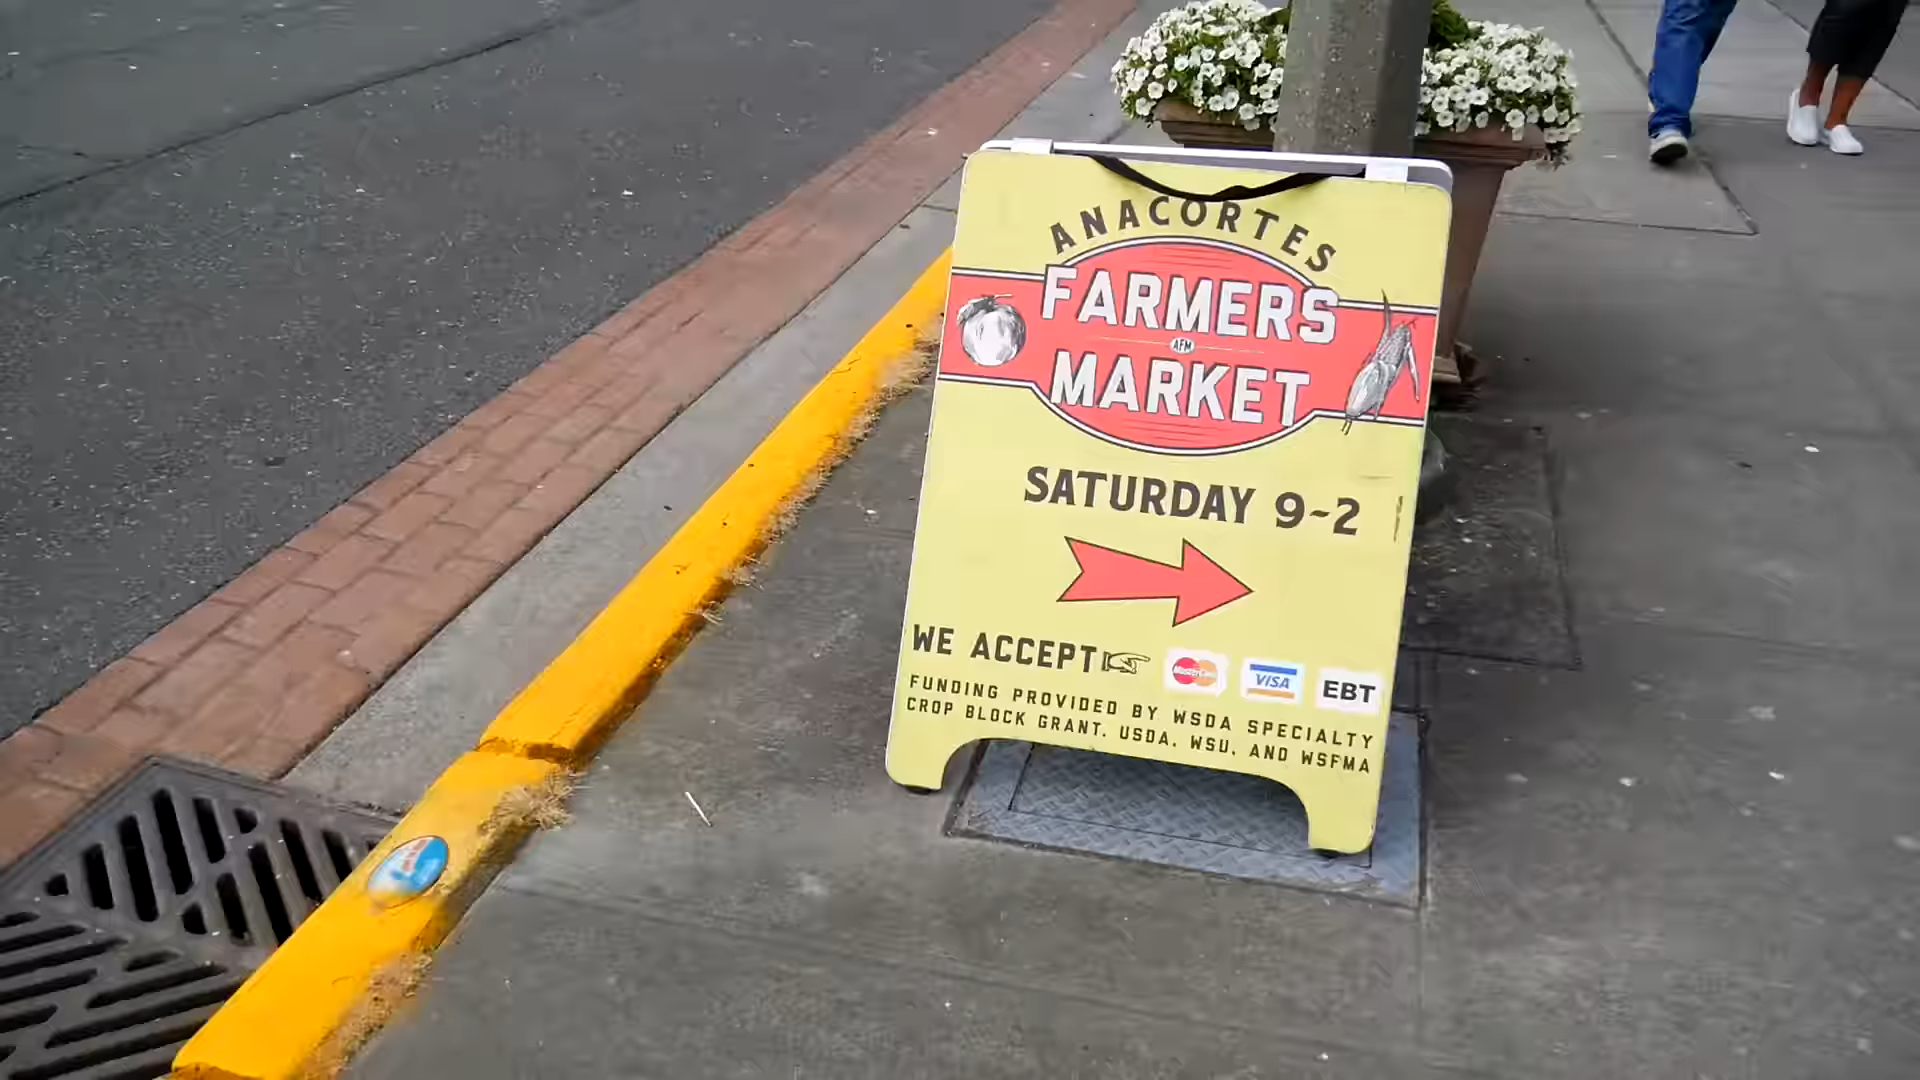 ANACORTES
FARMERS
AFM
MARKET
SATURDAY 9-2
WE ACCEPT
MasterCard
VISA
EBT
FUNDING PROVIDED BY WSDA SPECIALTY
CROP BLOCK GRANT, USDA, WSU, AND WSFMA